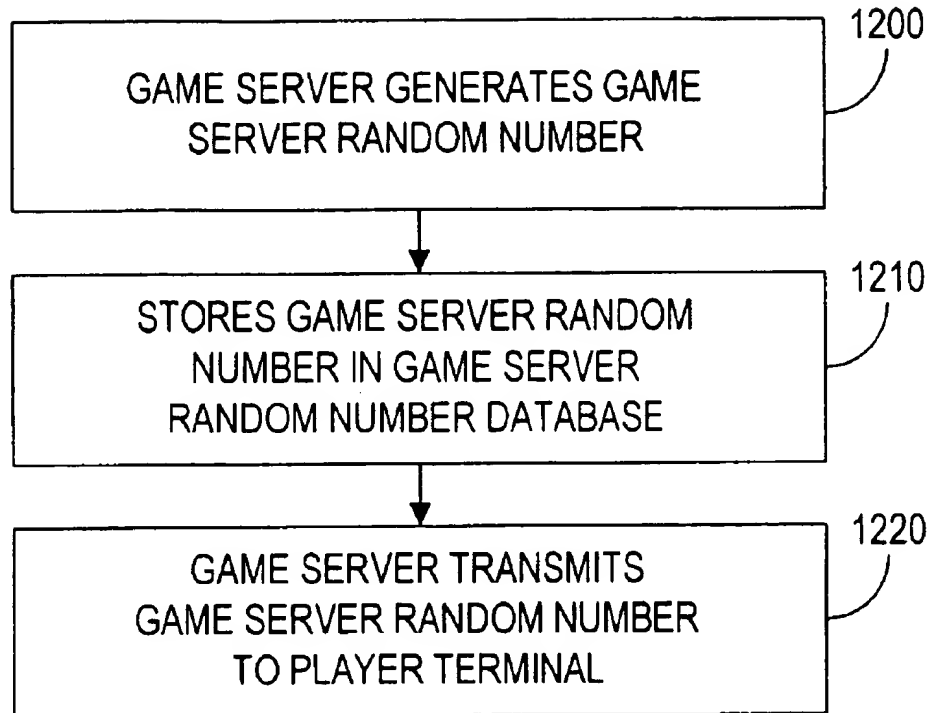 1200
GAME SERVER GENERATES GAME
SERVER RANDOM NUMBER
1210
STORES GAME SERVER RANDOM
NUMBER IN GAME SERVER
RANDOM NUMBER DATABASE
1220
GAME SERVER TRANSMITS
GAME SERVER RANDOM NUMBER
TO PLAYER TERMINAL